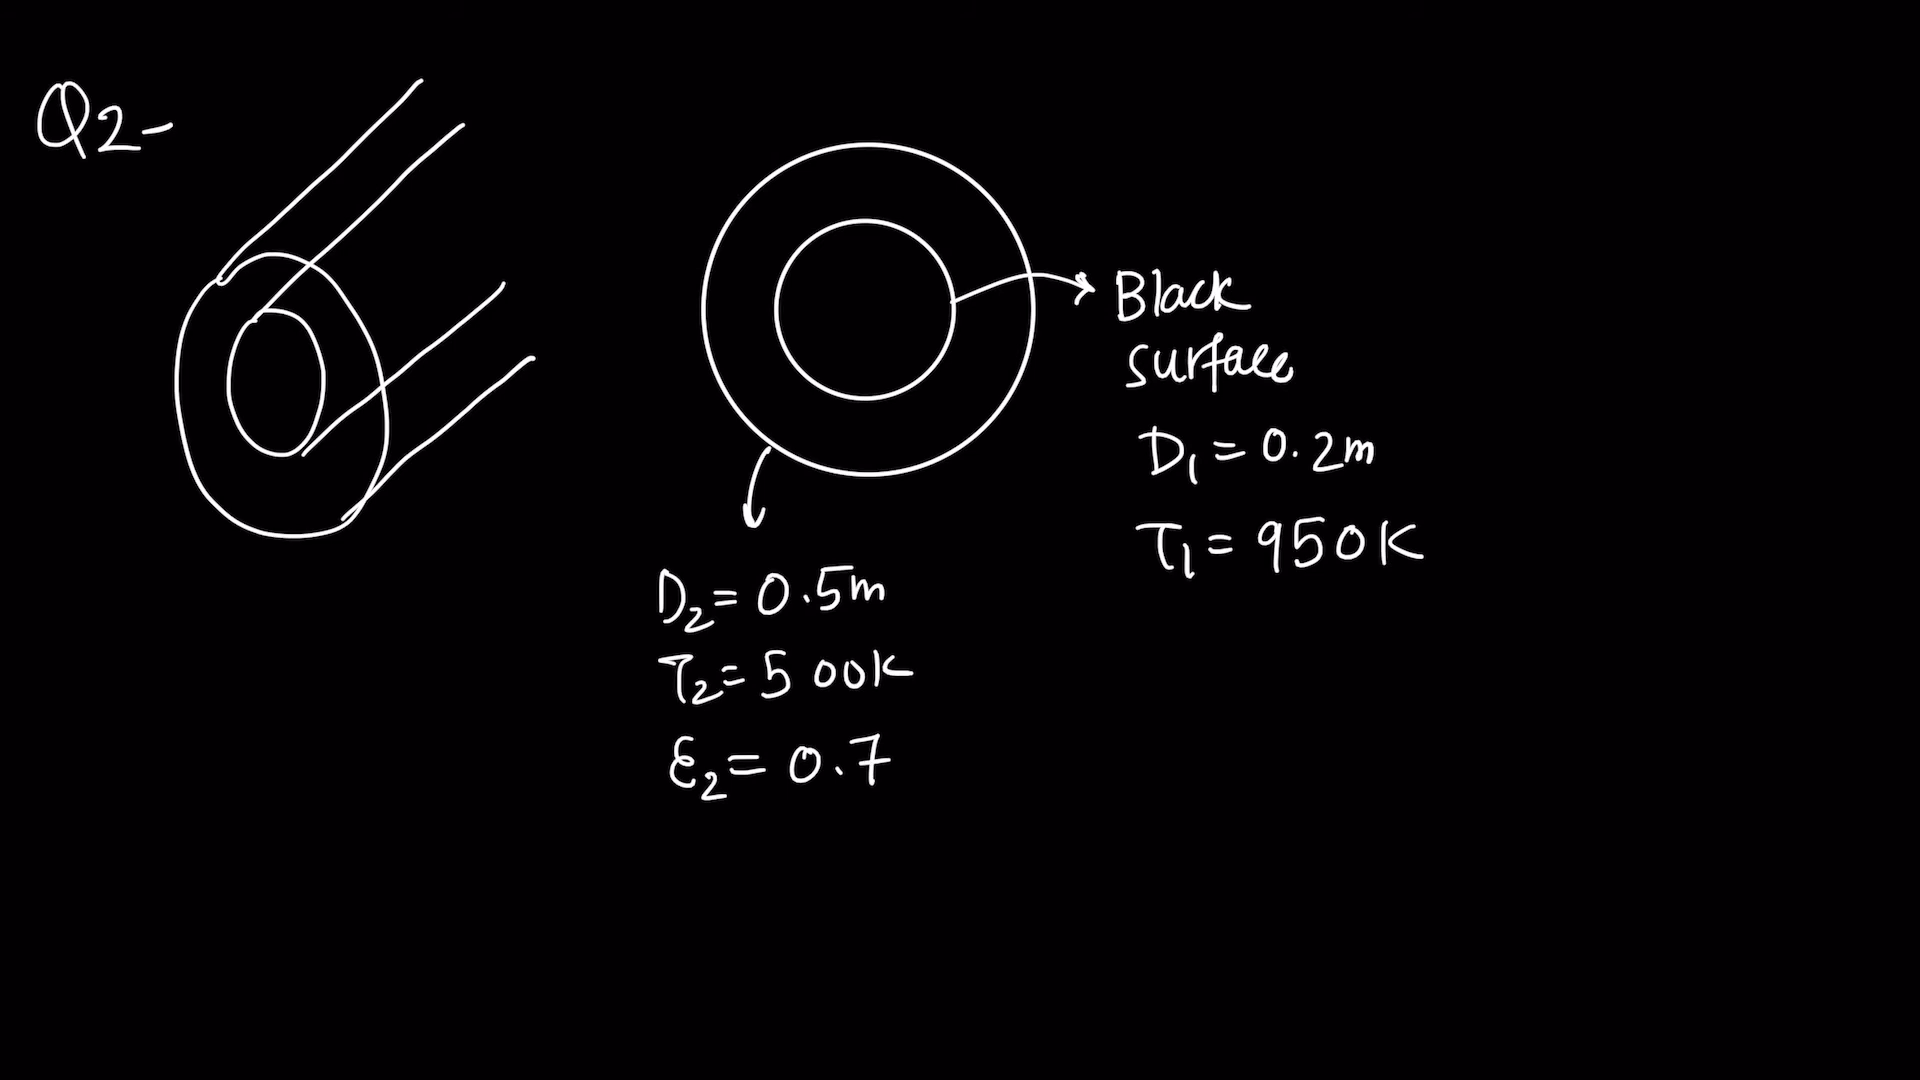 Q2-
Black
surface
D₁ = 0.2m
T₁ = 950K
D₂ = 0.5m
T₂ = 500K
ε₂ = 0.7